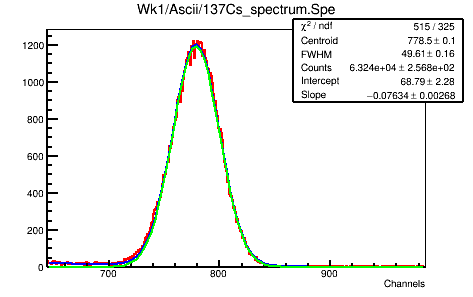 Wk1/Ascii/137Cs_spectrum.Spe
χ² / ndf 515 / 325
Centroid 778.5 ± 0.1
FWHM 49.61 ± 0.16
Counts 6.324e+04 ± 2.568e+02
Intercept 68.79 ± 2.28
Slope −0.07634 ± 0.00268
1200
1000
800
600
400
200
0
700 800 900
Channels